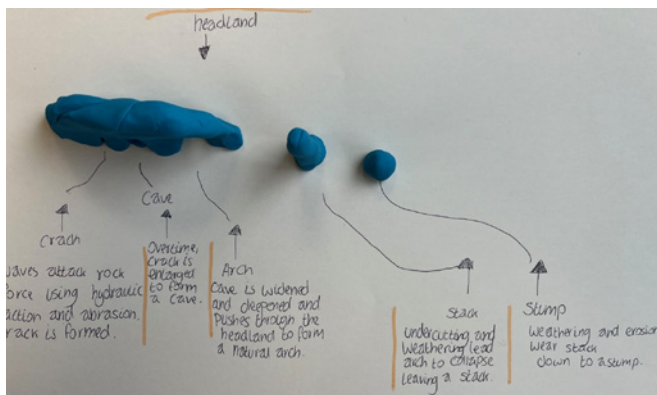 headland
Crack
waves attack rock
force using hydraulic
action and abrasion.
crack is formed.
Cave
Overtime,
crack is
enlarged
to form
a cave.
Arch
cave is widened
and deepened and
pushes through the
headland to form
a natural arch.
Stack
undercutting and
weathering lead
arch to collapse
leaving a stack.
Stump
weathering and erosion
wear stack
down to a stump.